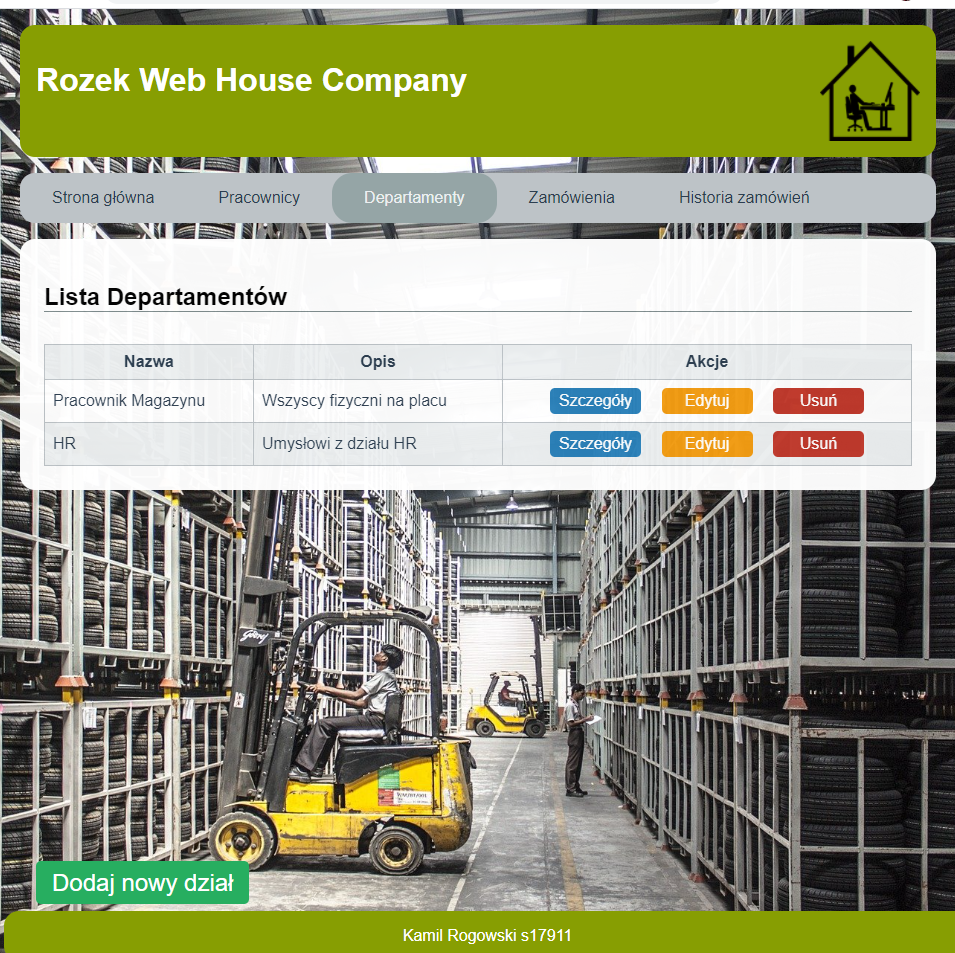 Rozek Web House Company
Strona główna Pracownicy Departamenty Zamówienia Historia zamówień
Lista Departamentów
Nazwa Opis Akcje
Pracownik Magazynu Wszyscy fizyczni na placu Szczegóły Edytuj Usuń
HR Umysłowi z działu HR Szczegóły Edytuj Usuń
Godrej
Dodaj nowy dział
Kamil Rogowski s17911